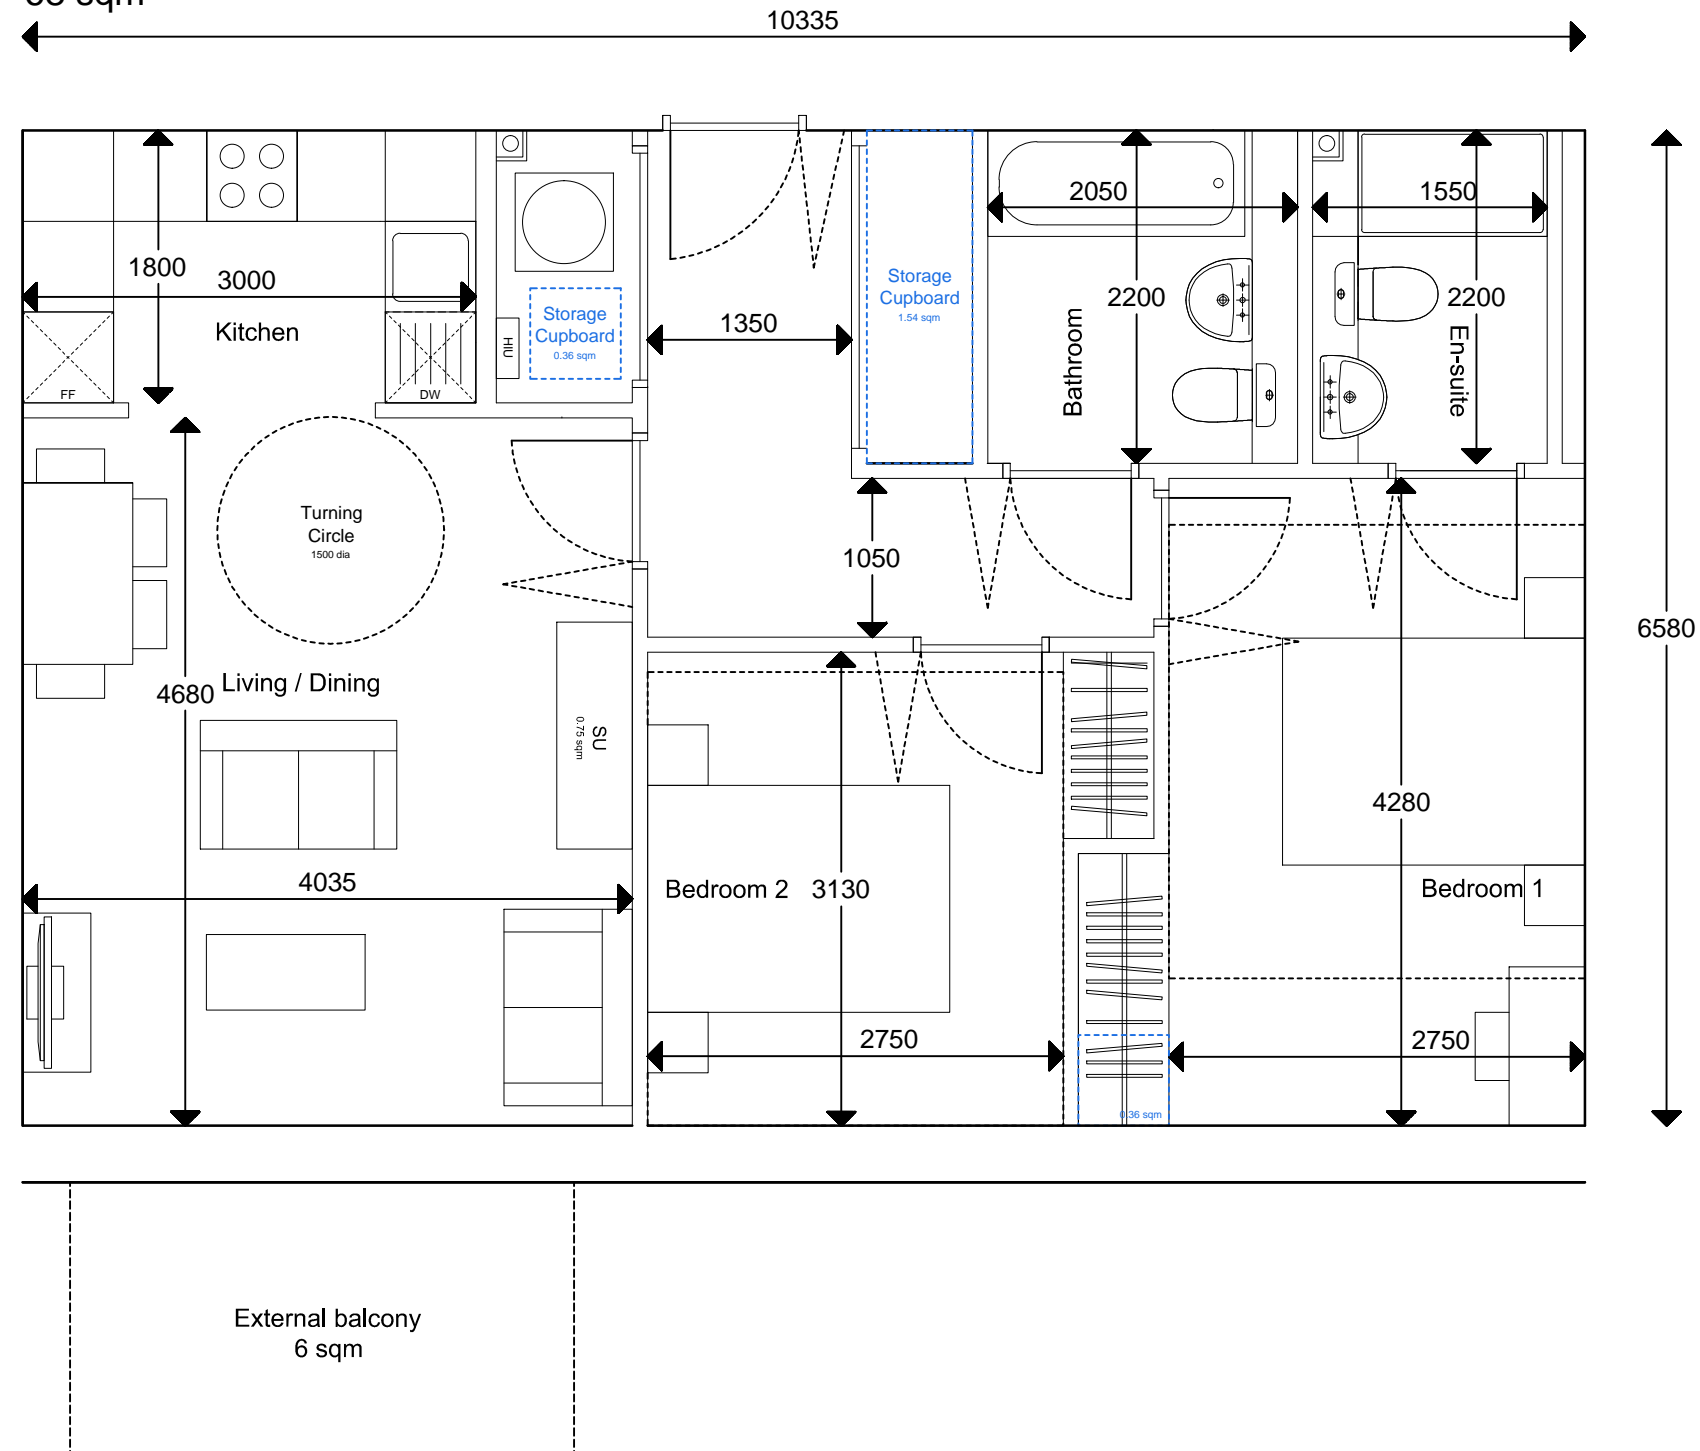 10335
1800
3000
Kitchen
FF
DW
HIU
Storage
Cupboard
0.36 sqm
1350
Storage
Cupboard
1.54 sqm
2050
2200
Bathroom
1550
2200
En-suite
Turning
Circle
1500 dia
1050
6580
4680
Living / Dining
SU
0.75 sqm
4035
Bedroom 2
3130
2750
4280
Bedroom 1
2750
0.36 sqm
External balcony
6 sqm